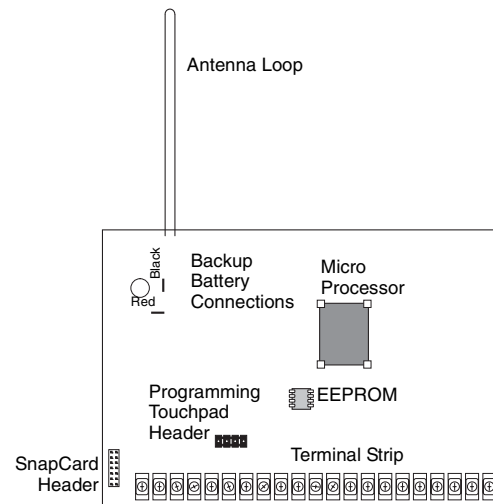 Antenna Loop
Black
Red
Backup
Battery
Connections
Micro
Processor
EEPROM
Programming
Touchpad
Header
Terminal Strip
SnapCard
Header